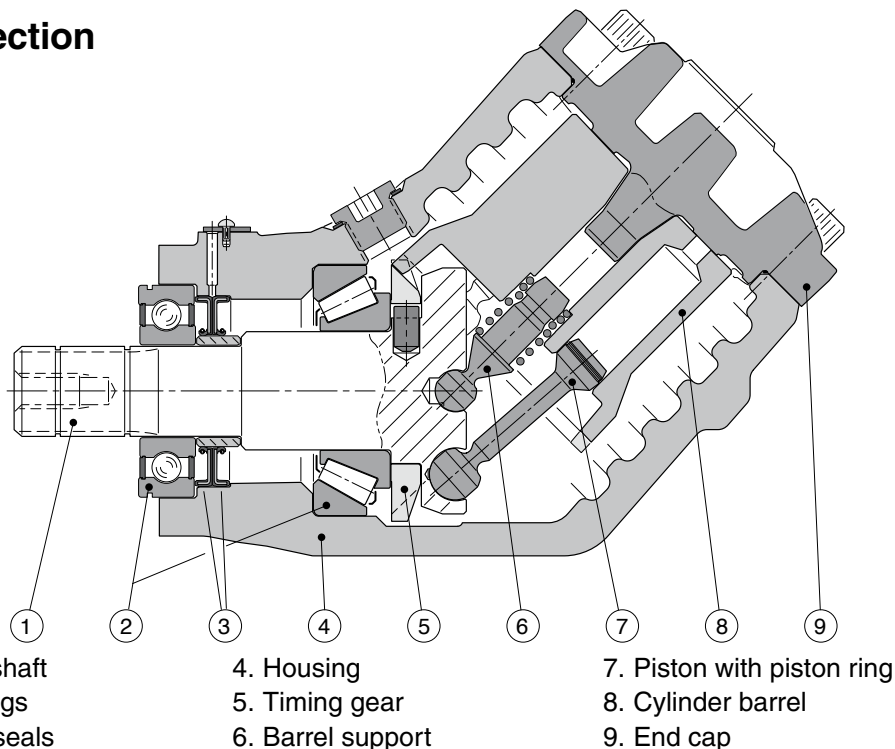 ection
1
2
3
4
5
6
7
8
9
shaft
gs
seals
4. Housing
5. Timing gear
6. Barrel support
7. Piston with piston ring
8. Cylinder barrel
9. End cap